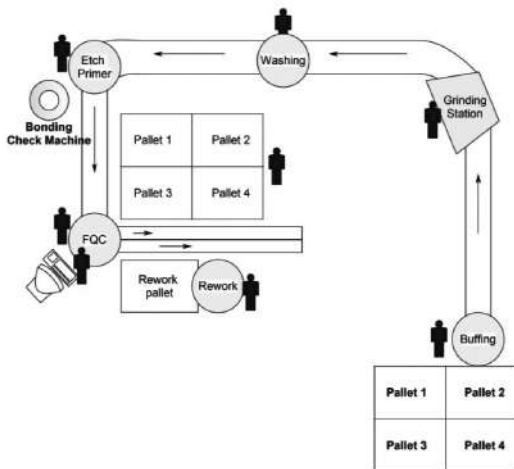 Etch
Primer
Washing
Grinding
Station
Bonding
Check Machine
Pallet 1
Pallet 2
Pallet 3
Pallet 4
FQC
Rework
pallet
Rework
Buffing
Pallet 1
Pallet 2
Pallet 3
Pallet 4